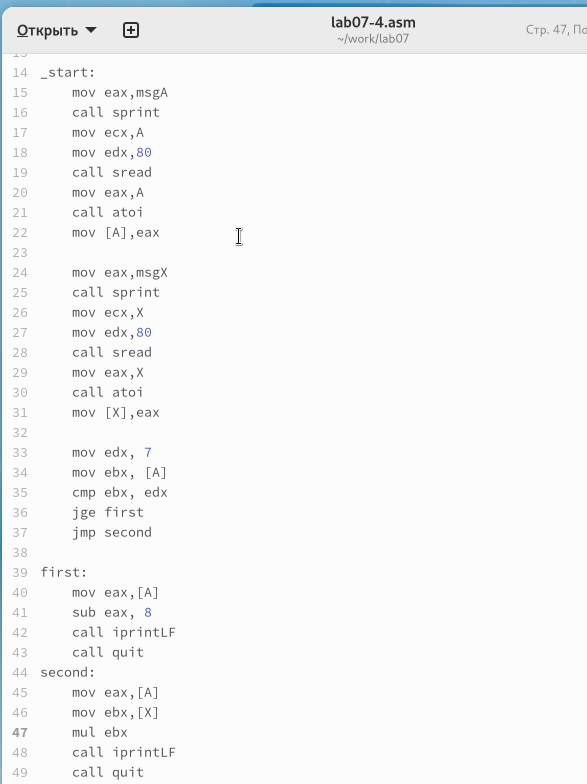 Открыть
lab07-4.asm
~/work/lab07
Стр. 47, По
13
14 _start:
15     mov eax,msgA
16     call sprint
17     mov ecx,A
18     mov edx,80
19     call sread
20     mov eax,A
21     call atoi
22     mov [A],eax
23
24     mov eax,msgX
25     call sprint
26     mov ecx,X
27     mov edx,80
28     call sread
29     mov eax,X
30     call atoi
31     mov [X],eax
32
33     mov edx, 7
34     mov ebx, [A]
35     cmp ebx, edx
36     jge first
37     jmp second
38
39 first:
40     mov eax,[A]
41     sub eax, 8
42     call iprintLF
43     call quit
44 second:
45     mov eax,[A]
46     mov ebx,[X]
47     mul ebx
48     call iprintLF
49     call quit